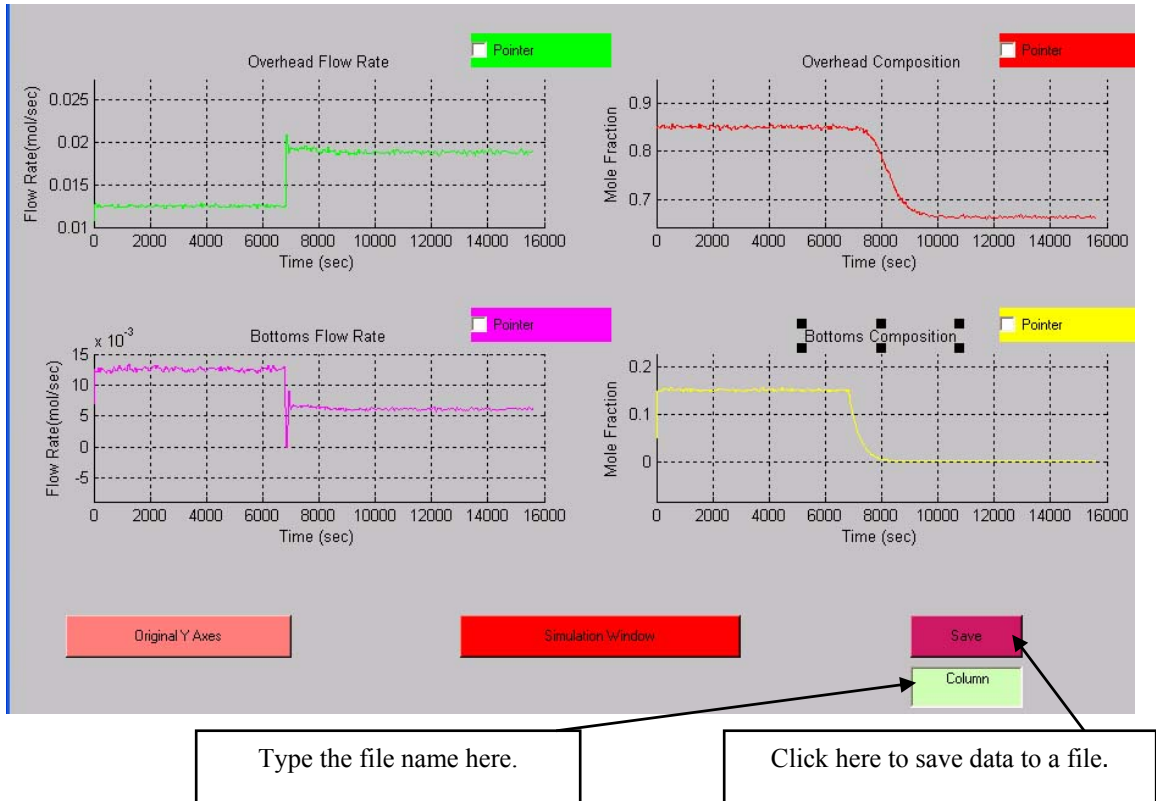 Pointer
Overhead Flow Rate
0.025
0.02
0.015
0.01
Flow Rate(mol/sec)
0 2000 4000 6000 8000 10000 12000 14000 16000
Time (sec)
Pointer
Overhead Composition
0.9
0.8
0.7
Mole Fraction
0 2000 4000 6000 8000 10000 12000 14000 16000
Time (sec)
Pointer
Bottoms Flow Rate
x 10^-3
15
10
5
0
-5
Flow Rate(mol/sec)
0 2000 4000 6000 8000 10000 12000 14000 16000
Time (sec)
Pointer
Bottoms Composition
0.2
0.1
0
Mole Fraction
0 2000 4000 6000 8000 10000 12000 14000 16000
Time (sec)
Original Y Axes
Simulation Window
Save
Column
Type the file name here.
Click here to save data to a file.